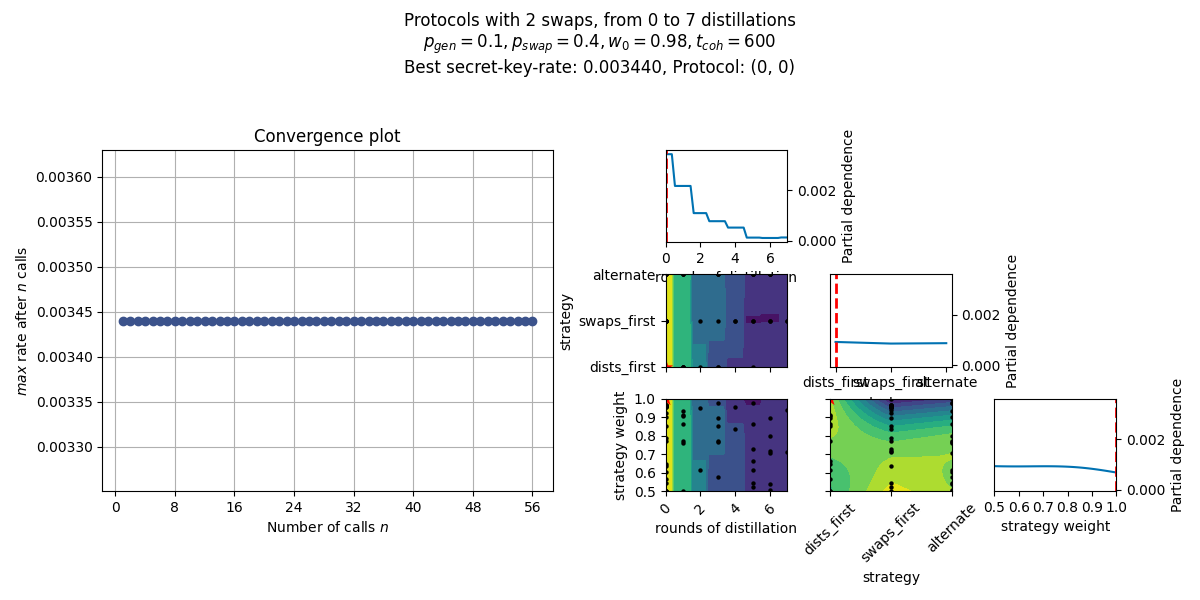 Protocols with 2 swaps, from 0 to 7 distillations
p_gen = 0.1, p_swap = 0.4, w_0 = 0.98, t_coh = 600
Best secret-key-rate: 0.003440, Protocol: (0, 0)
Convergence plot
0.00360
0.00355
0.00350
0.00345
0.00340
0.00335
0.00330
max rate after n calls
0 8 16 24 32 40 48 56
Number of calls n
0.002
0.000
Partial dependence
0 2 4 6
rounds of distillation
alternate
swaps_first
dists_first
strategy
0.002
0.000
Partial dependence
dists_first swaps_first alternate
1.0
0.9
0.8
0.7
0.6
0.5
strategy weight
0 2 4 6
rounds of distillation
dists_first swaps_first alternate
strategy
0.002
0.000
Partial dependence
0.5 0.6 0.7 0.8 0.9 1.0
strategy weight